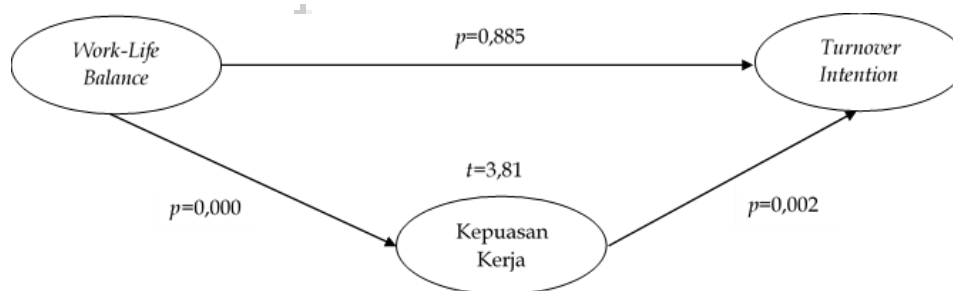 p=0,885
Work-Life
Balance
Turnover
Intention
t=3,81
p=0,000
p=0,002
Kepuasan
Kerja